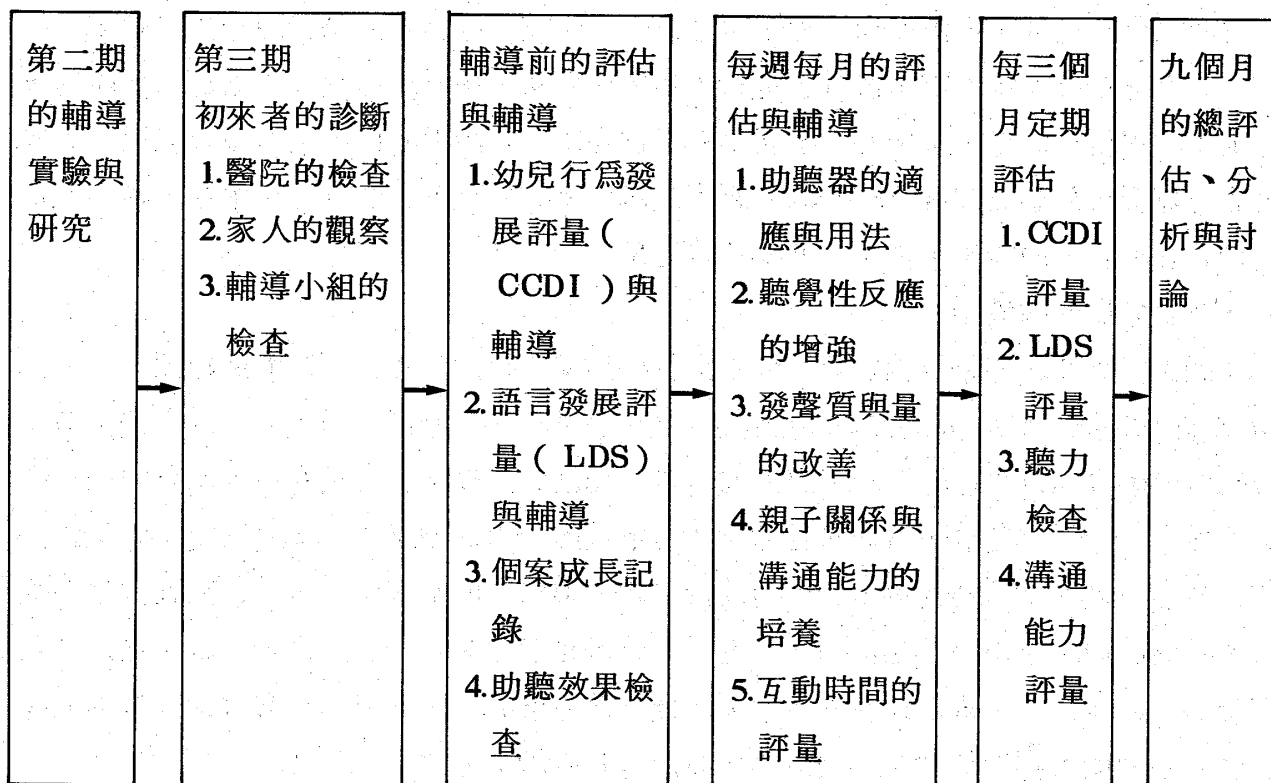 第二期
的輔導
實驗與
研究
第三期
初來者的診斷
1.醫院的檢查
2.家人的觀察
3.輔導小組的
檢查
輔導前的評估
與輔導
1.幼兒行爲發
展評量(
CCDI)與
輔導
2.語言發展評
量(LDS)
與輔導
3.個案成長記
錄
4.助聽效果檢
查
每週每月的評
估與輔導
1.助聽器的適
應與用法
2.聽覺性反應
的增強
3.發聲質與量
的改善
4.親子關係與
溝通能力的
培養
5.互動時間的
評量
每三個
月定期
評估
1.CCDI
評量
2.LDS
評量
3.聽力
檢查
4.溝通
能力
評量
九個月
的總評
估、分
析與討
論